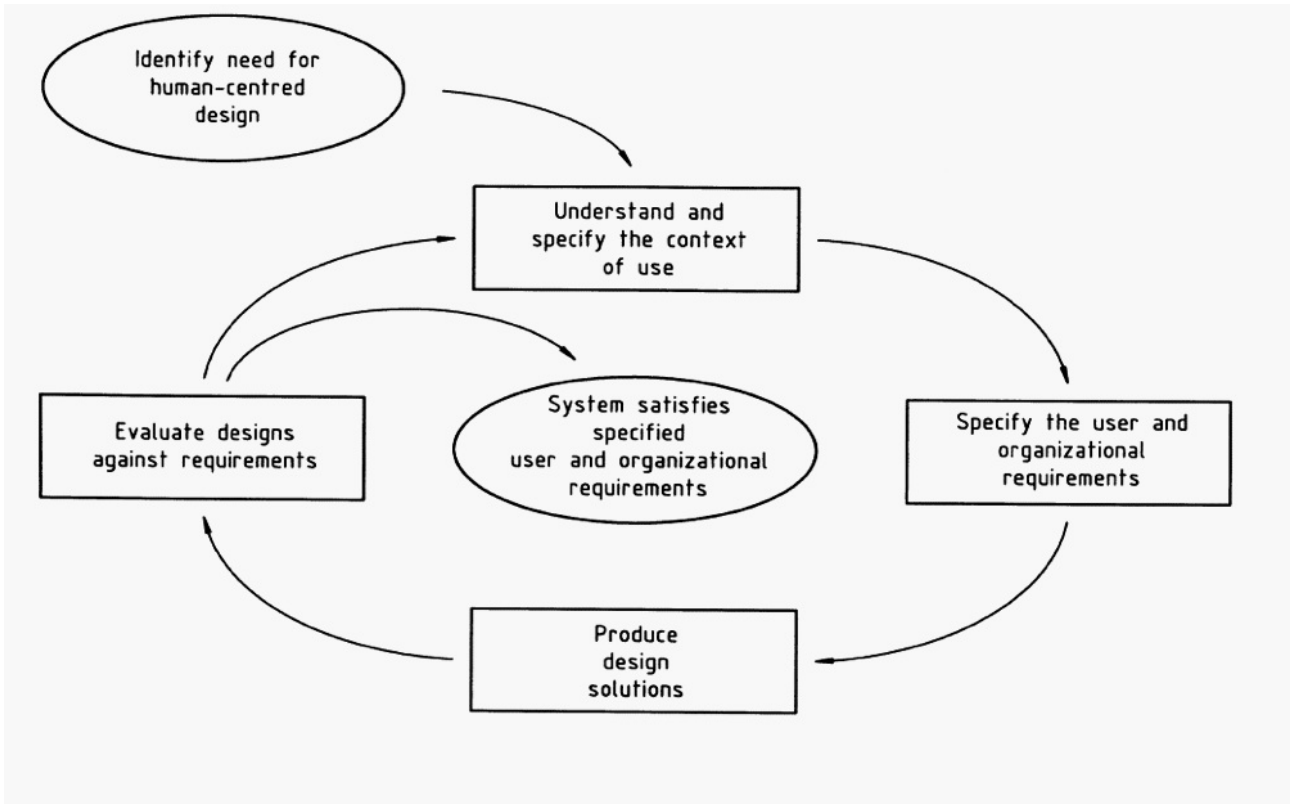 Identify need for
human-centred
design
Understand and
specify the context
of use
Evaluate designs
against requirements
System satisfies
specified
user and organizational
requirements
Specify the user and
organizational
requirements
Produce
design
solutions